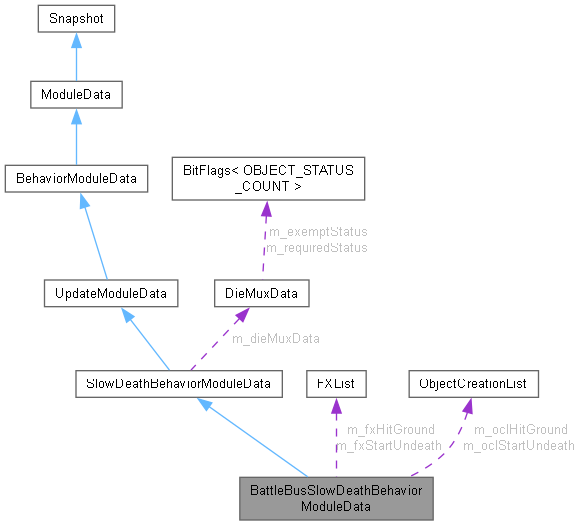 Snapshot
ModuleData
BehaviorModuleData
BitFlags< OBJECT_STATUS
_COUNT >
m_exemptStatus
m_requiredStatus
UpdateModuleData
DieMuxData
m_dieMuxData
SlowDeathBehaviorModuleData
FXList
ObjectCreationList
m_fxHitGround
m_fxStartUndeath
m_oclHitGround
m_oclStartUndeath
BattleBusSlowDeathBehavior
ModuleData